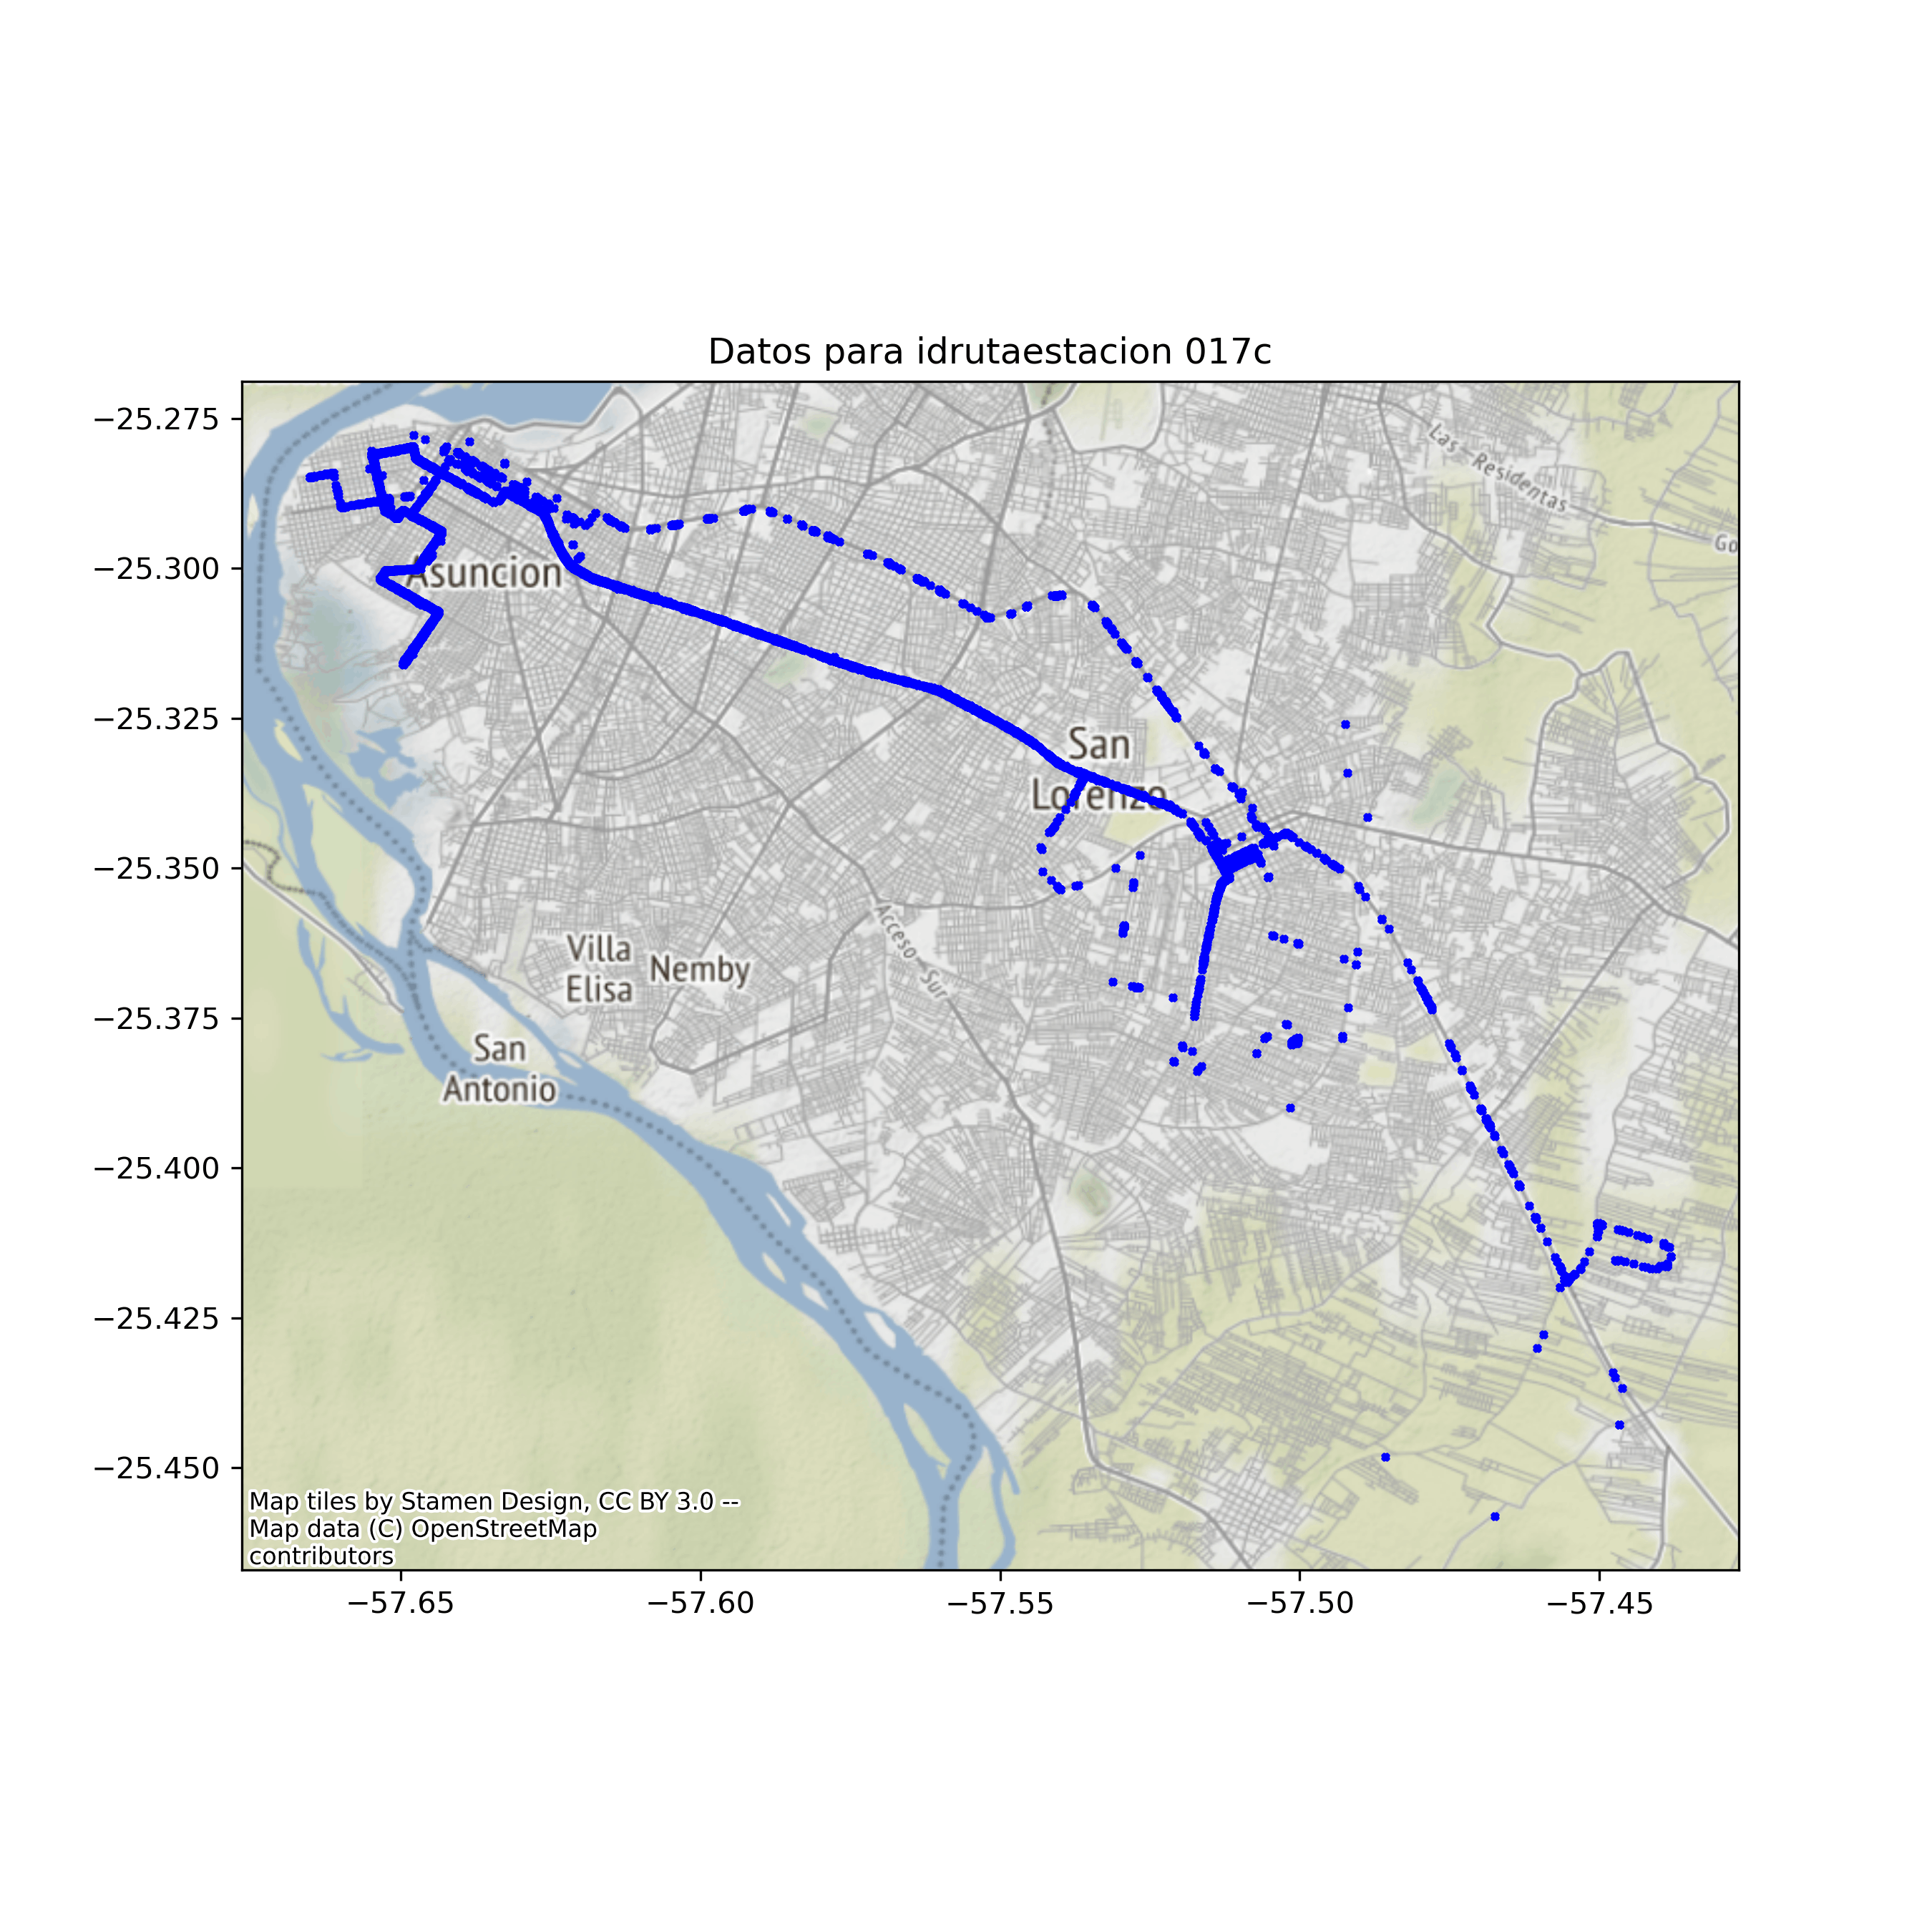 Datos para idrutaestacion 017c
−25.275
−25.300
−25.325
−25.350
−25.375
−25.400
−25.425
−25.450
Las - Residentas
Go
Asuncion
San
Lorenzo
Acceso - Sur
Villa
Elisa
Nemby
San
Antonio
Map tiles by Stamen Design, CC BY 3.0 --
Map data (C) OpenStreetMap
contributors
−57.65
−57.60
−57.55
−57.50
−57.45